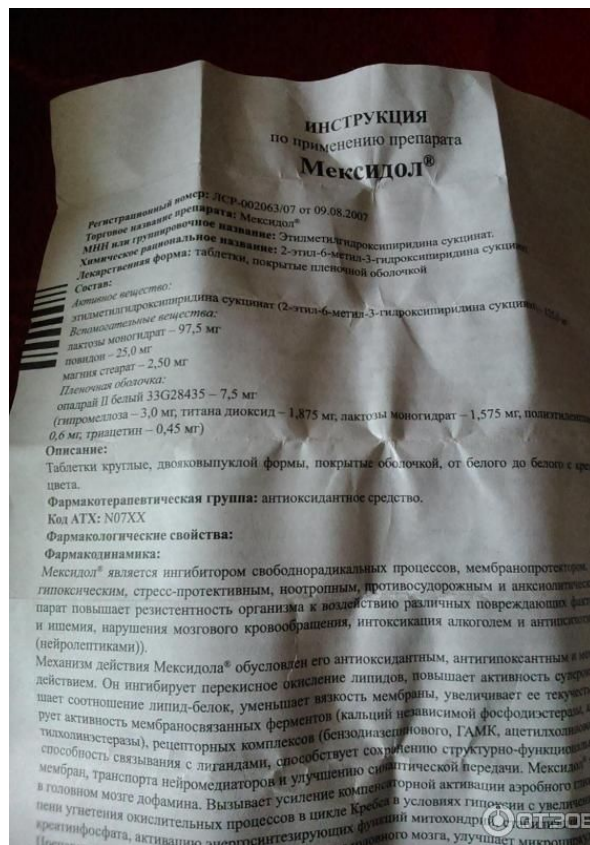 ИНСТРУКЦИЯ
по применению препарата
Мексидол®
Регистрационный номер: ЛСР-002063/07 от 09.08.2007
Торговое название препарата: Мексидол®
МНН или группировочное название: Этилметилгидроксипиридина сукцинат.
Химическое рациональное название: 2-этил-6-метил-3-гидроксипиридина сукцинат
Лекарственная форма: таблетки, покрытые пленочной оболочкой
Состав:
Активное вещество:
этилметилгидроксипиридина сукцинат (2-этил-6-метил-3-гидроксипиридина
Вспомогательные вещества:
лактозы моногидрат – 97,5 мг
повидон – 25,0 мг
магния стеарат – 2,50 мг
Пленочная оболочка:
опадрай II белый 33G28435 – 7,5 мг
(гипромеллоза – 3,0 мг, титана диоксид – 1,875 мг, лактозы моногидрат – 1,575 мг,
0,6 мг, триацетин – 0,45 мг)
Описание:
Таблетки круглые, двояковыпуклой формы, покрытые оболочкой, от белого до белого с
цвета.
Фармакотерапевтическая группа: антиоксидантное средство.
Код АТХ: N07XX
Фармакологические свойства:
Фармакодинамика:
Мексидол® является ингибитором свободнорадикальных процессов, мембранопротектором,
гипоксическим, стресс-протективным, ноотропным, противосудорожным и
парат повышает резистентность организма к воздействию различных повреждающих
и ишемия, нарушения мозгового кровообращения, интоксикация алкоголем и
(нейролептиками)).
Механизм действия Мексидола® обусловлен его антиоксидантным, антигипоксантным и
действием. Он ингибирует перекисное окисление липидов, повышает активность
шает соотношение липид-белок, уменьшает вязкость мембраны, увеличивает ее
рует активность мембраносвязанных ферментов (кальций независимой фосфодиэстеразы,
тилхолинэстеразы), рецепторных комплексов (бензодиазепинового, ГАМК,
способность связывания с лигандами, способствует сохранению
мембран, транспорта нейромедиаторов и улучшению синаптической передачи. Мексидол®
в головном мозге дофамина. Вызывает усиление компенсаторной активации аэробного
пени угнетения окислительных процессов в цикле Кребса в условиях гипоксии с
креатинфосфата, активацию энергосинтезирующих функций митохондрий
мозга, улучшает
ОТЗОВ